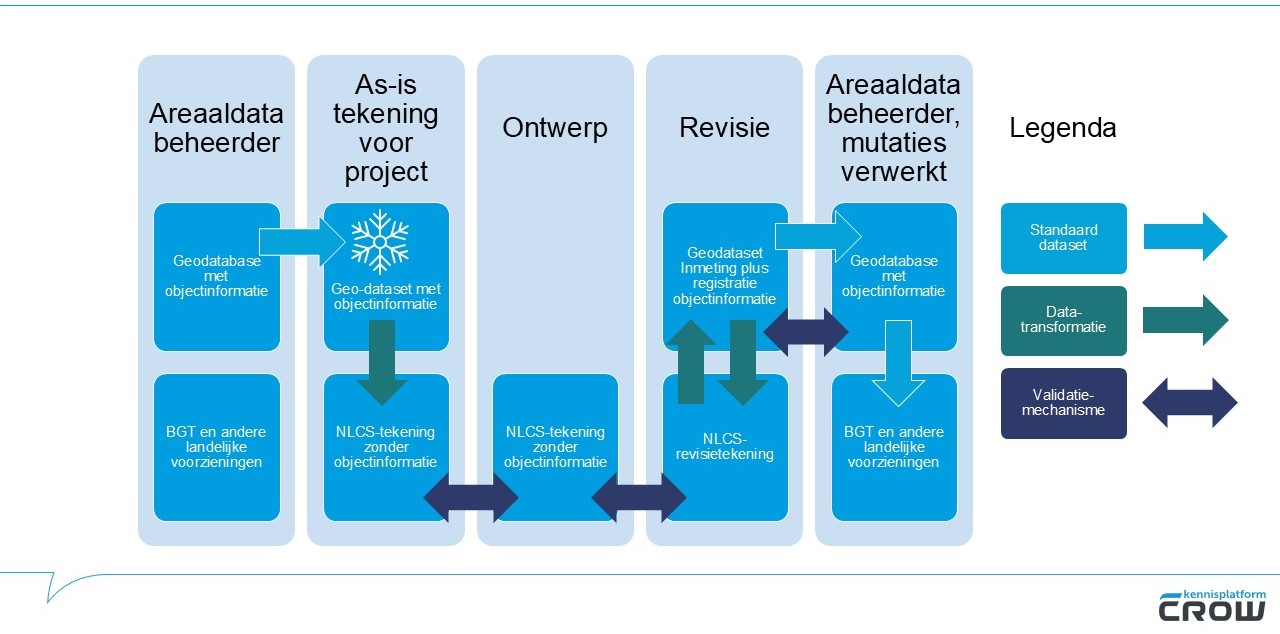 Areaaldata
beheerder
As-is
tekening
voor
project
Ontwerp
Revisie
Areaaldata
beheerder,
mutaties
verwerkt
Legenda
Geodatabase
met
objectinformatie
Geo-dataset met
objectinformatie
Geodataset
Inmeting plus
registratie
objectinformatie
Geodatabase
met
objectinformatie
Standaard
dataset
Data-
transformatie
Validatie-
mechanisme
BGT en andere
landelijke
voorzieningen
NLCS-tekening
zonder
objectinformatie
NLCS-tekening
zonder
objectinformatie
NLCS-
revisietekening
BGT en andere
landelijke
voorzieningen
kennisplatform
CROW